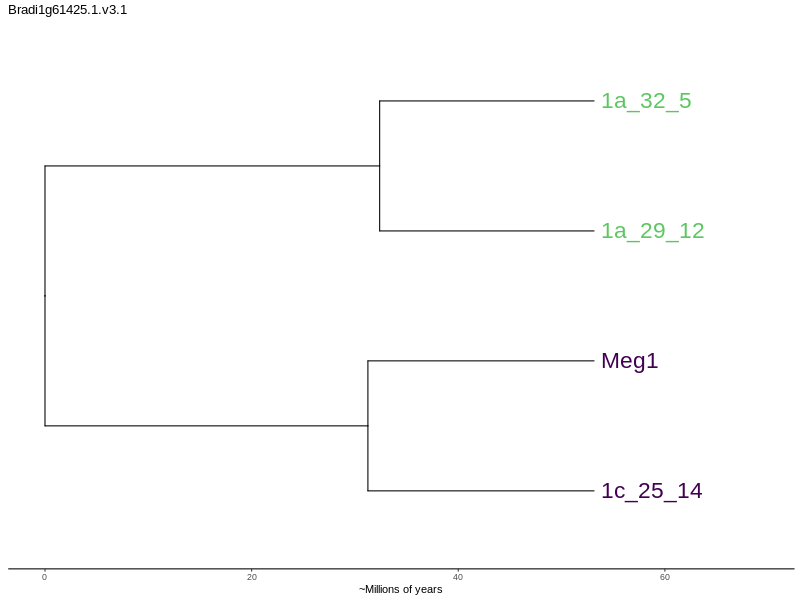 Bradi1g61425.1.v3.1
1a_32_5
1a_29_12
Meg1
1c_25_14
0 20 40 60
~Millions of years